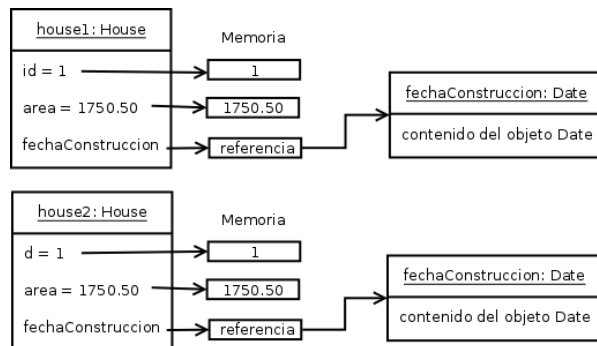 house1: House
Memoria
id = 1
1
area = 1750.50
1750.50
fechaConstruccion
referencia
fechaConstruccion: Date
contenido del objeto Date
house2: House
Memoria
d = 1
1
area = 1750.50
1750.50
fechaConstruccion
referencia
fechaConstruccion: Date
contenido del objeto Date